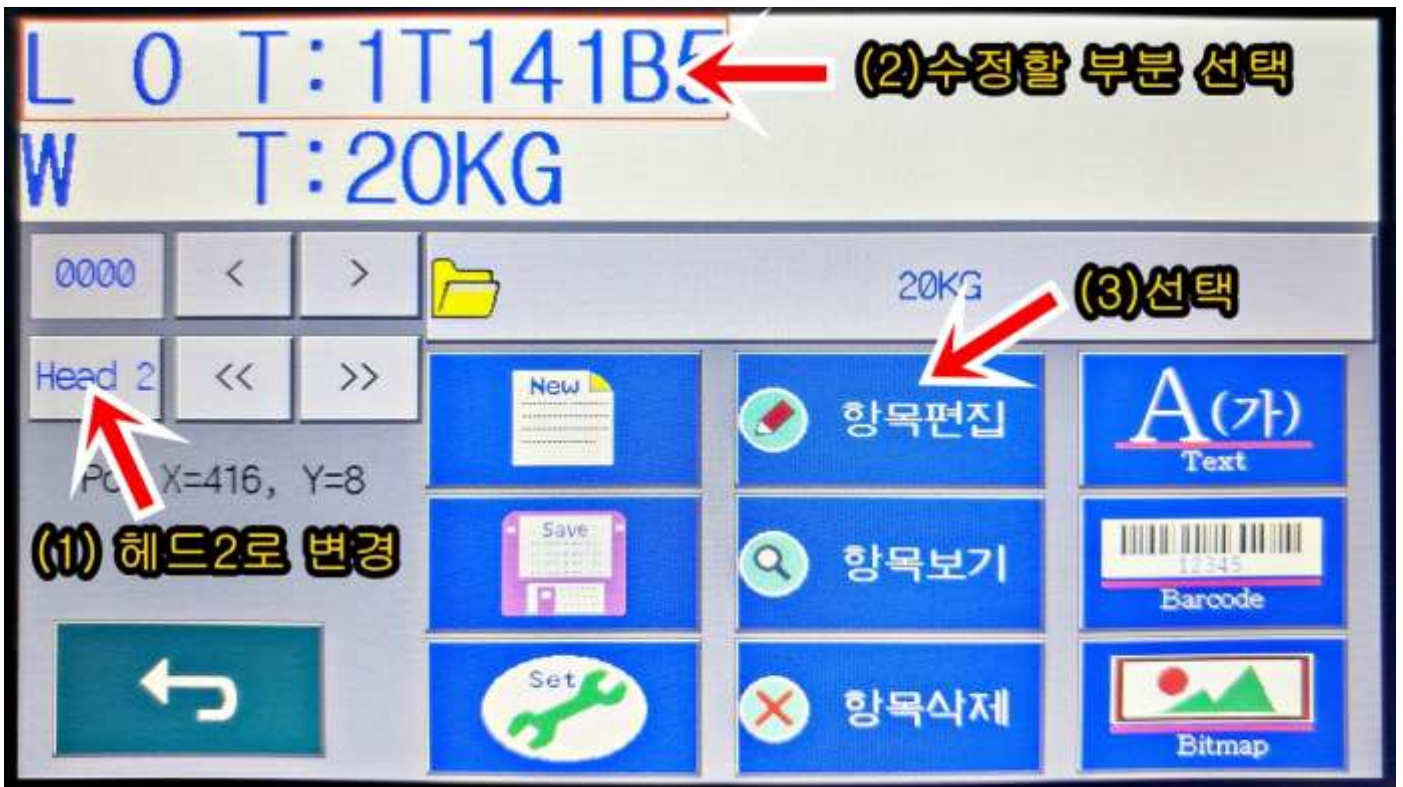 L O T:1T141B5
(2)수정할 부분 선택
W T:20KG
0000 < >
20KG
(3)선택
Head 2 << >>
New
항목편집
A(가)
Text
X=416, Y=8
(1) 헤드2로 변경
Save
항목보기
12345
Barcode
Set
항목삭제
Bitmap